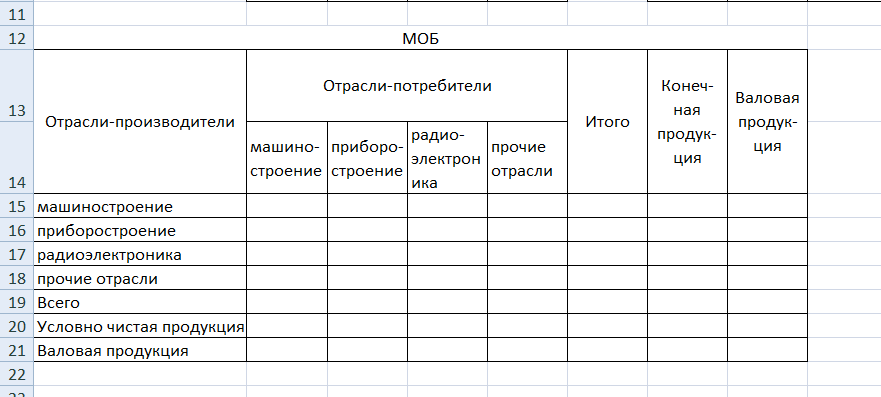 11
12
МОБ
13
Отрасли-производители
Отрасли-потребители
Итого
Конеч-
ная
продук-
ция
Валовая
продук-
ция
14
машино-
строение
приборо-
строение
радио-
электрон
ика
прочие
отрасли
15 машиностроение
16 приборостроение
17 радиоэлектроника
18 прочие отрасли
19 Всего
20 Условно чистая продукция
21 Валовая продукция
22